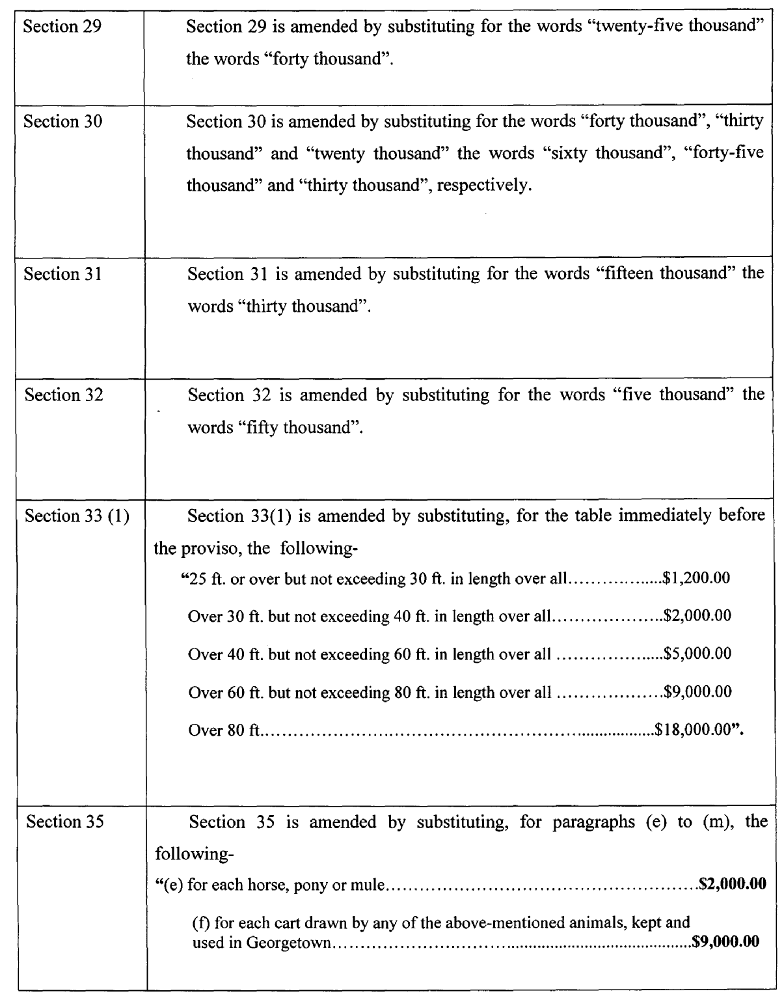 Section 29
Section 29 is amended by substituting for the words “twenty-five thousand”
the words “forty thousand”.
Section 30
Section 30 is amended by substituting for the words “forty thousand”, “thirty
thousand” and “twenty thousand” the words “sixty thousand”, “forty-five
thousand” and “thirty thousand”, respectively.
Section 31
Section 31 is amended by substituting for the words “fifteen thousand” the
words “thirty thousand”.
Section 32
Section 32 is amended by substituting for the words “five thousand” the
words “fifty thousand”.
Section 33 (1)
Section 33(1) is amended by substituting, for the table immediately before
the proviso, the following-
“25 ft. or over but not exceeding 30 ft. in length over all....................$1,200.00
Over 30 ft. but not exceeding 40 ft. in length over all....................$2,000.00
Over 40 ft. but not exceeding 60 ft. in length over all ....................$5,000.00
Over 60 ft. but not exceeding 80 ft. in length over all ....................$9,000.00
Over 80 ft..........................................................................$18,000.00”.
Section 35
Section 35 is amended by substituting, for paragraphs (e) to (m), the
following-
“(e) for each horse, pony or mule.........................................................$2,000.00
(f) for each cart drawn by any of the above-mentioned animals, kept and
used in Georgetown...................................................................$9,000.00